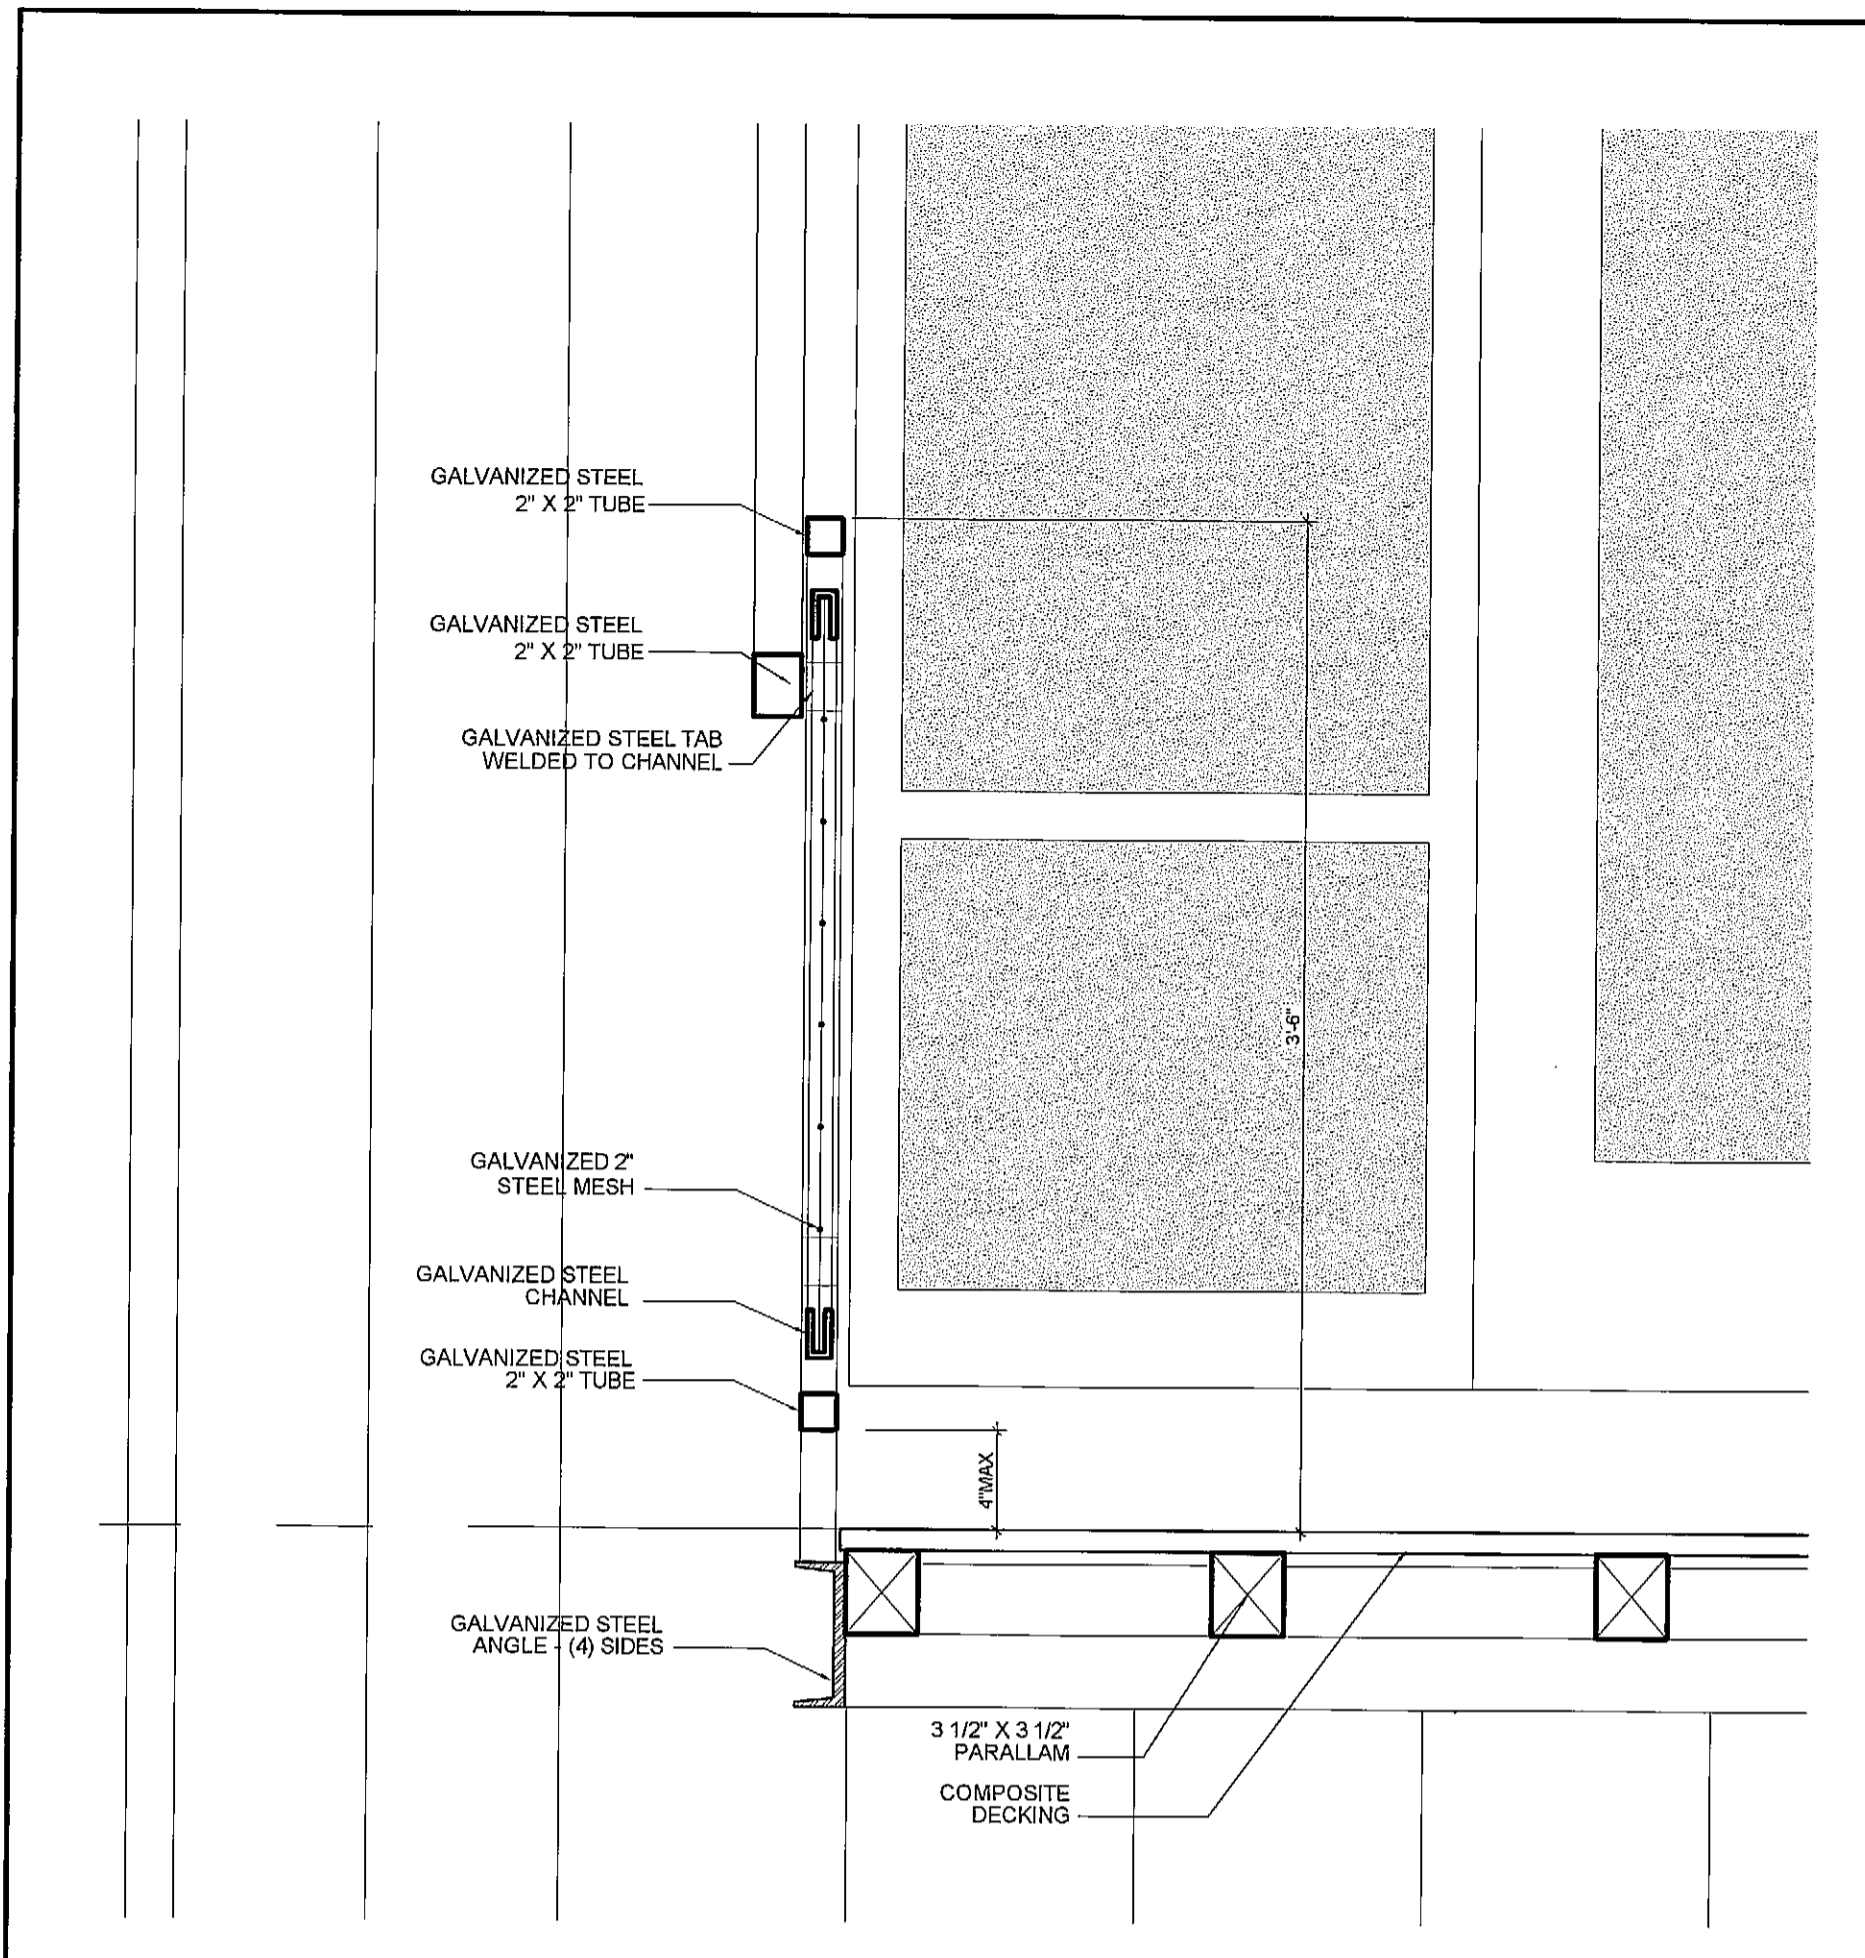 GALVANIZED STEEL
2" X 2" TUBE
GALVANIZED STEEL
2" X 2" TUBE
GALVANIZED STEEL TAB
WELDED TO CHANNEL
3'-6"
GALVANIZED 2"
STEEL MESH
GALVANIZED STEEL
CHANNEL
GALVANIZED STEEL
2" X 2" TUBE
4"MAX
GALVANIZED STEEL
ANGLE - (4) SIDES
3 1/2" X 3 1/2"
PARALLAM
COMPOSITE
DECKING